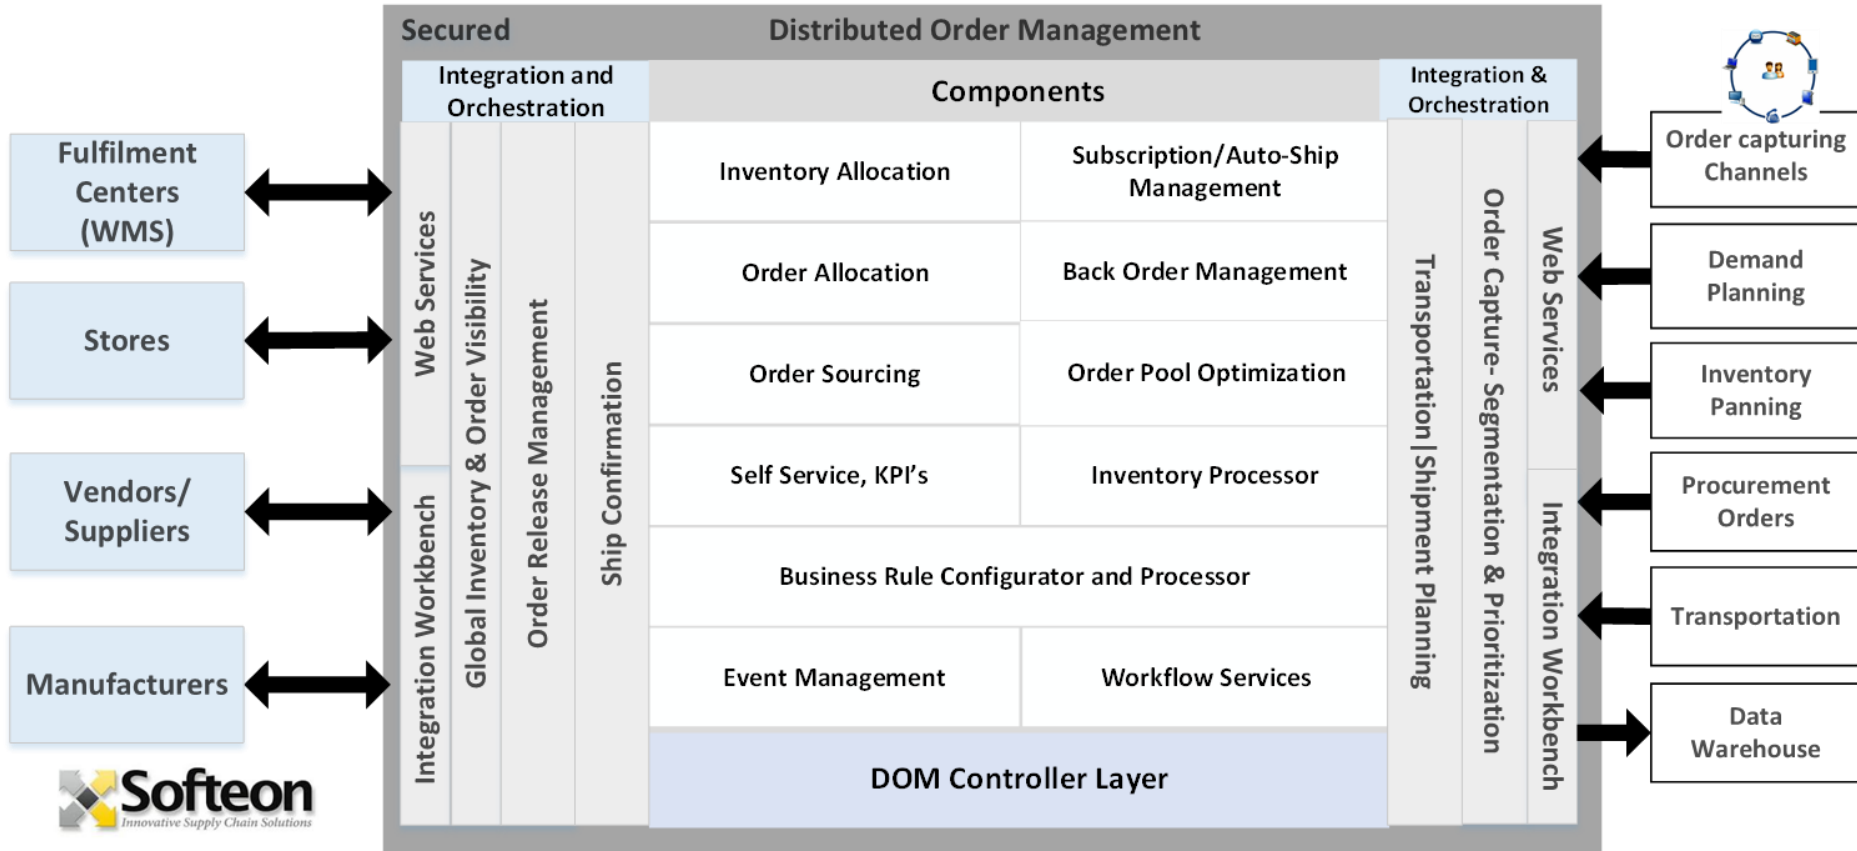 Secured
Distributed Order Management
Integration and
Orchestration
Components
Integration &
Orchestration
Fulfilment
Centers
(WMS)
Stores
Vendors/
Suppliers
Manufacturers
Softeon
Innovative Supply Chain Solutions
Web Services
Integration Workbench
Global Inventory & Order Visibility
Order Release Management
Ship Confirmation
Inventory Allocation
Subscription/Auto-Ship
Management
Order Allocation
Back Order Management
Order Sourcing
Order Pool Optimization
Self Service, KPI's
Inventory Processor
Business Rule Configurator and Processor
Event Management
Workflow Services
DOM Controller Layer
Transportation|Shipment Planning
Order Capture- Segmentation & Prioritization
Web Services
Integration Workbench
Order capturing
Channels
Demand
Planning
Inventory
Panning
Procurement
Orders
Transportation
Data
Warehouse